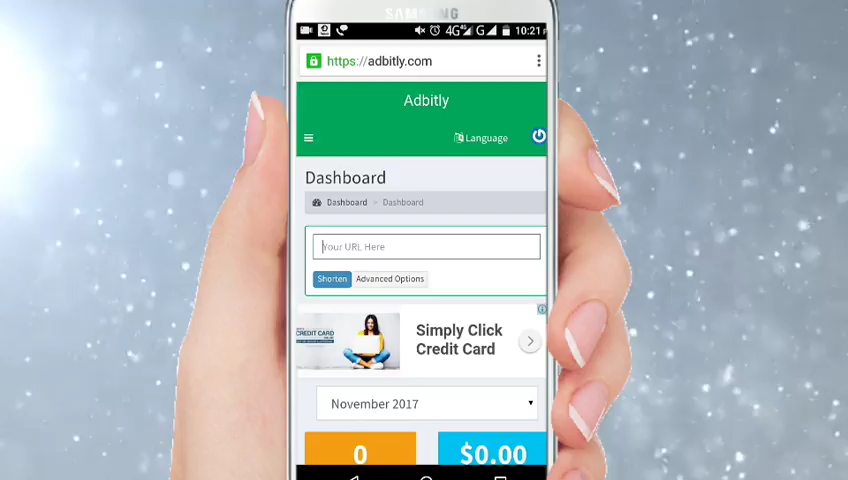 SAMSUNG
4G 4G G 10:21
https://adbitly.com
Adbitly
Language
Dashboard
Dashboard > Dashboard
Your URL Here
Shorten Advanced Options
CREDIT CARD
Simply Click
Credit Card
November 2017
0 $0.00